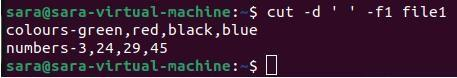 sara@sara-virtual-machine:~$ cut -d ' ' -f1 file1
colours-green,red,black,blue
numbers-3,24,29,45
sara@sara-virtual-machine:~$